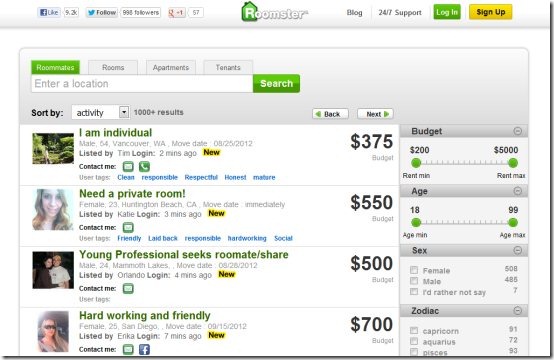 Like 9.2k Follow 998 followers +1 57
Roomster
Blog 24/7 Support Log In Sign Up
Roommates Rooms Apartments Tenants
Enter a location Search
Sort by: activity 1000+ results Back Next
I am individual
Male, 54, Vancouver, WA , Move date : 08/25/2012
Listed by Tim Login: 2 mins ago New
Contact me:
User tags: Clean responsible Respectful Honest mature
$375
Budget
Need a private room!
Female, 23, Huntington Beach, CA , Move date : immediately
Listed by Katie Login: 3 mins ago New
Contact me:
User tags: Friendly Laid back responsible hardworking Social
$550
Budget
Young Professional seeks roomate/share
Male, 24, Mammoth Lakes, , Move date : 08/28/2012
Listed by Orlando Login: 4 mins ago New
Contact me:
User tags:
$500
Budget
Hard working and friendly
Female, 25, San Diego, , Move date : 09/15/2012
Listed by Erika Login: 7 mins ago New
Contact me:
$700
Budget
Budget
$200 $5000
Rent min Rent max
Age
18 99
Age min Age max
Sex
Female 508
Male 485
I'd rather not say 7
Zodiac
capricorn 91
aquarius 72
pisces 93